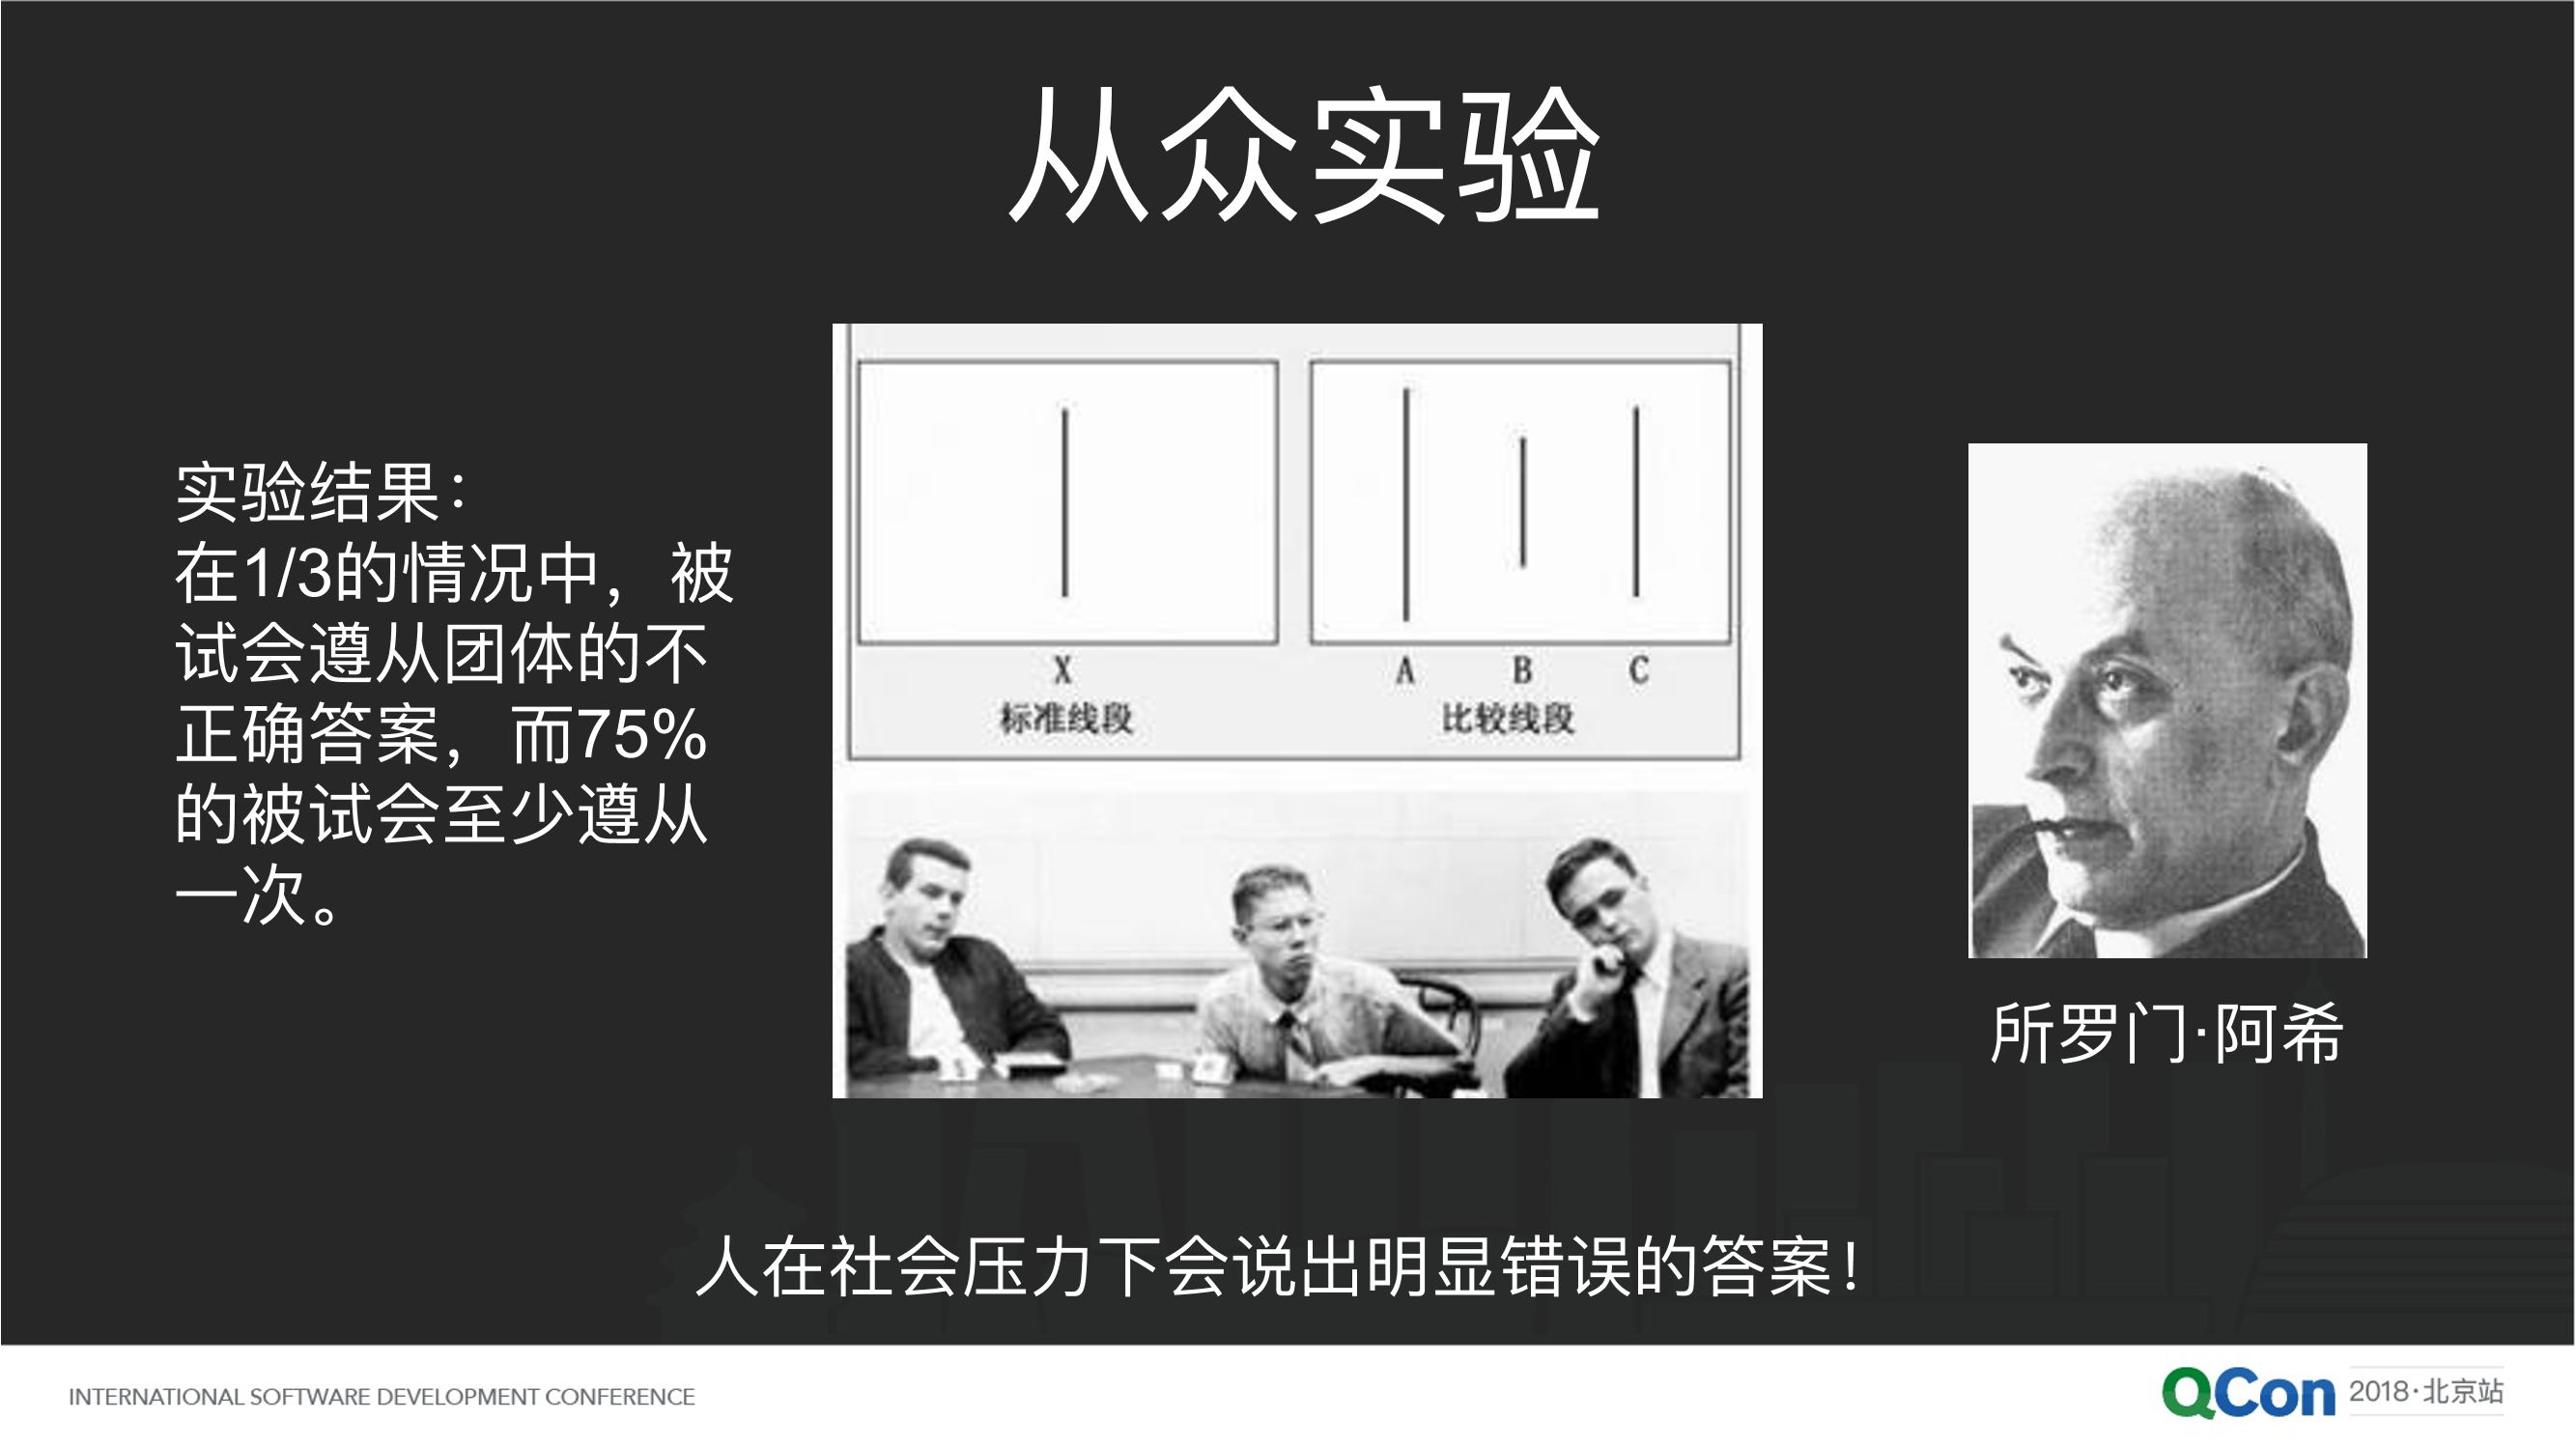 从众实验
实验结果：
在1/3的情况中，被
试会遵从团体的不
正确答案，而75%
的被试会至少遵从
一次。
X
A B C
标准线段
比较线段
所罗门·阿希
人在社会压力下会说出明显错误的答案！
INTERNATIONAL SOFTWARE DEVELOPMENT CONFERENCE
QCon 2018·北京站